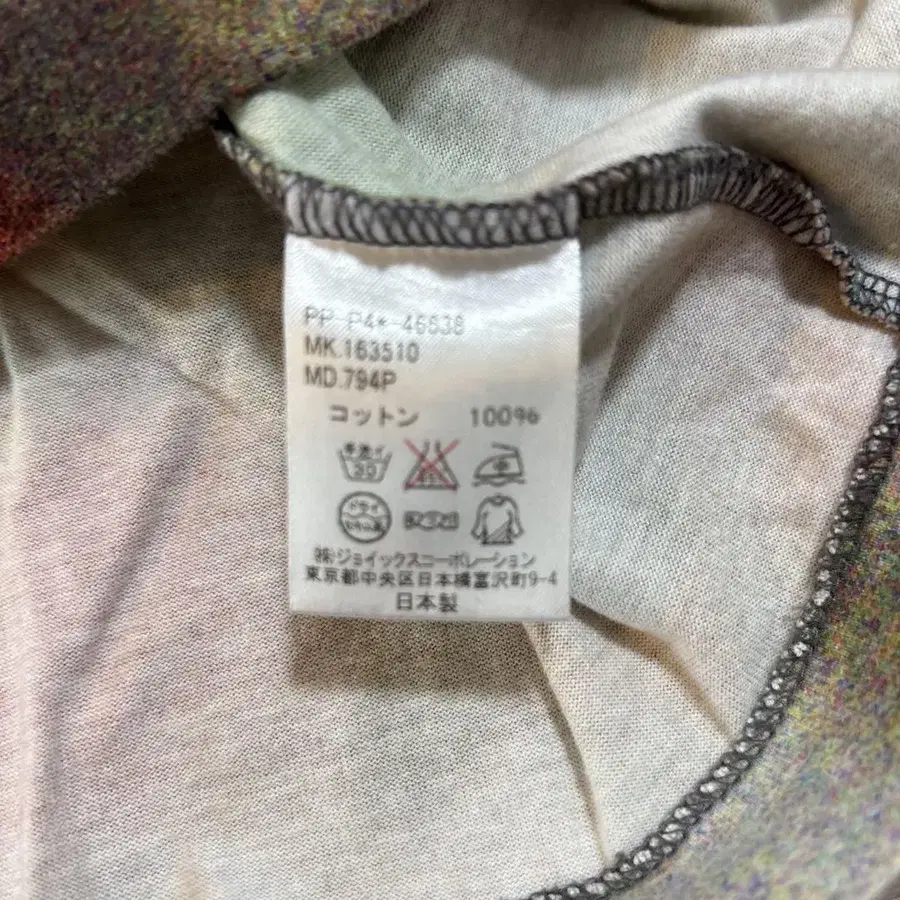 PP P4*-46538
MK.163510
MD.794P
コットン 100%
手洗イ
30
ドライ
㈱ジョイックスコーポレーション
東京都中央区日本橋富沢町9-4
日本製